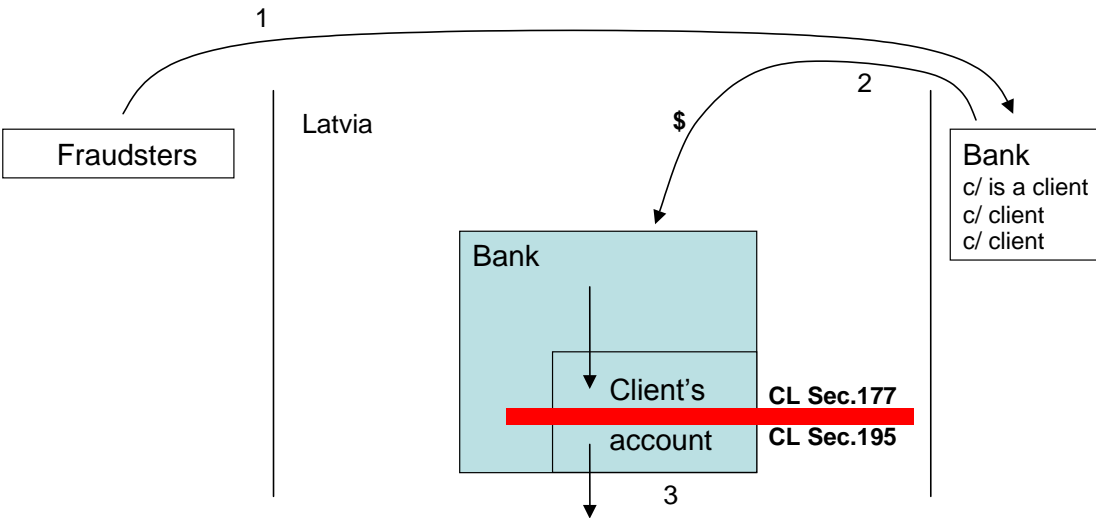 1
2
Latvia
$
Fraudsters
Bank
c/ is a client
c/ client
c/ client
Bank
Client's
CL Sec.177
account
CL Sec.195
3